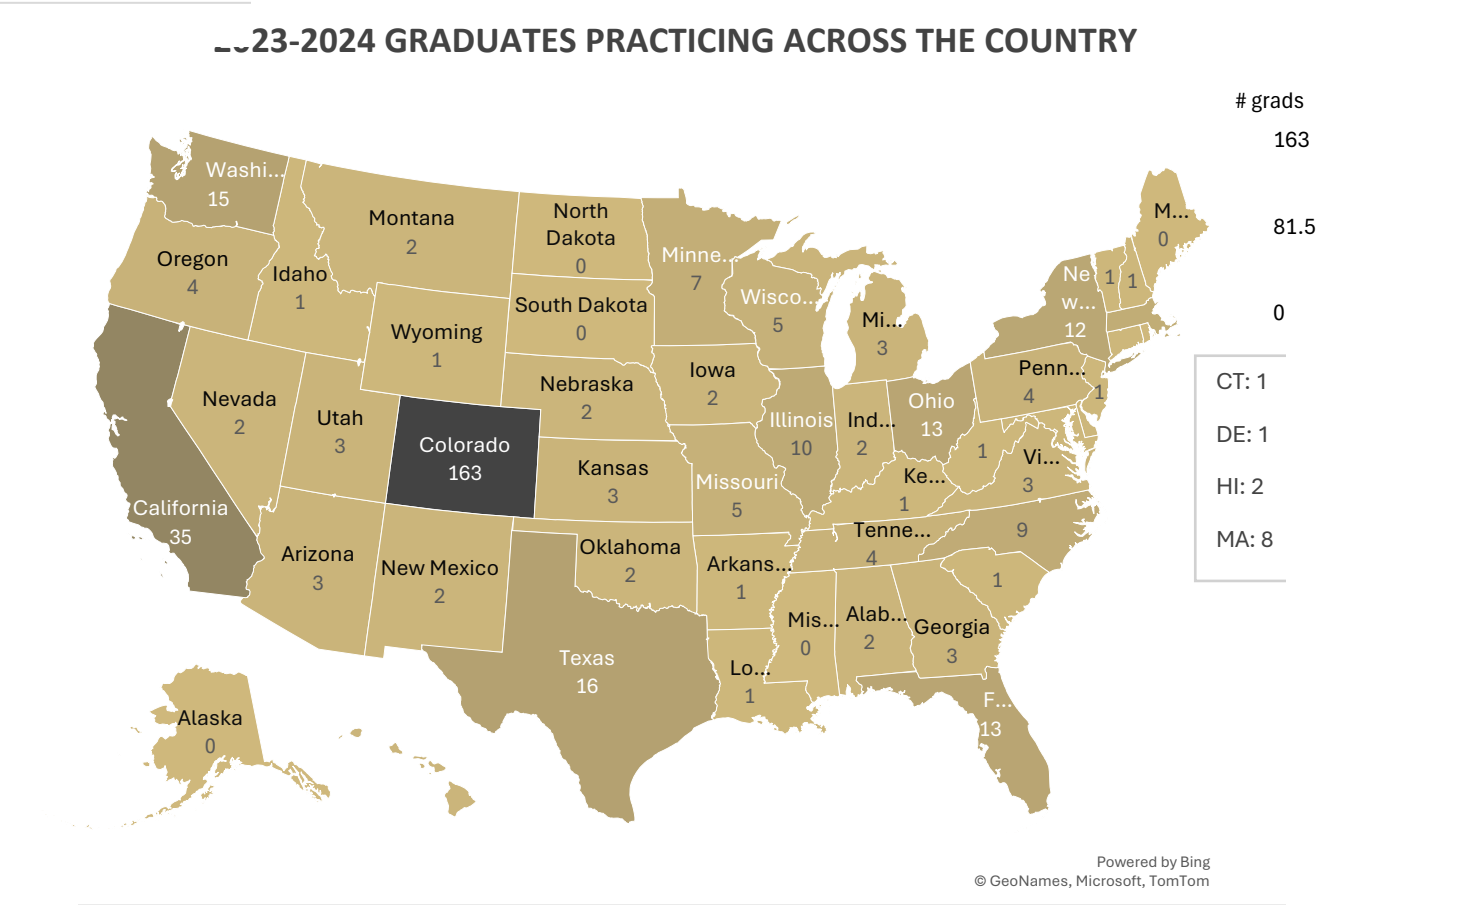 23-2024 GRADUATES PRACTICING ACROSS THE COUNTRY
# grads
163
81.5
0
Washi...
15
Montana
2
North
Dakota
0
Minne...
7
M...
0
Oregon
4
Idaho
1
South Dakota
0
Wisco...
5
Mi...
3
Ne
w...
12
1
1
Wyoming
1
Nebraska
2
Iowa
2
Penn...
4
1
Nevada
2
Utah
3
Colorado
163
Illinois
10
Ind...
2
Ohio
13
1
Vi...
3
California
35
Kansas
3
Missouri
5
Ke...
1
Tenne...
4
9
Arizona
3
New Mexico
2
Oklahoma
2
Arkans...
1
1
Mis...
0
Alab...
2
Georgia
3
Texas
16
Lo...
1
F...
13
Alaska
0
CT: 1
DE: 1
HI: 2
MA: 8
Powered by Bing
© GeoNames, Microsoft, TomTom